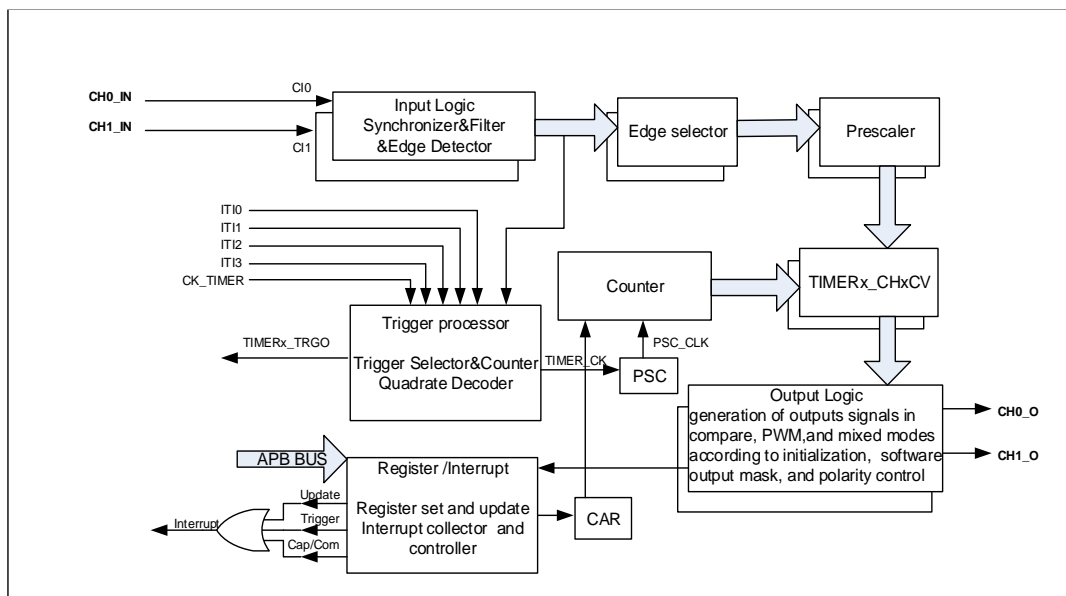 CH0_IN
CI0
CH1_IN
CI1
Input Logic
Synchronizer&Filter
&Edge Detector
Edge selector
Prescaler
ITI0
ITI1
ITI2
ITI3
CK_TIMER
Counter
TIMERx_CHxCV
Trigger processor
Trigger Selector&Counter
Quadrate Decoder
TIMERx_TRGO
TIMER_CK
PSC_CLK
PSC
Output Logic
generation of outputs signals in
compare, PWM,and mixed modes
according to initialization, software
output mask, and polarity control
CH0_O
CH1_O
APB BUS
Register /Interrupt
Register set and update
Interrupt collector and
controller
CAR
Update
Trigger
Cap/Com
Interrupt